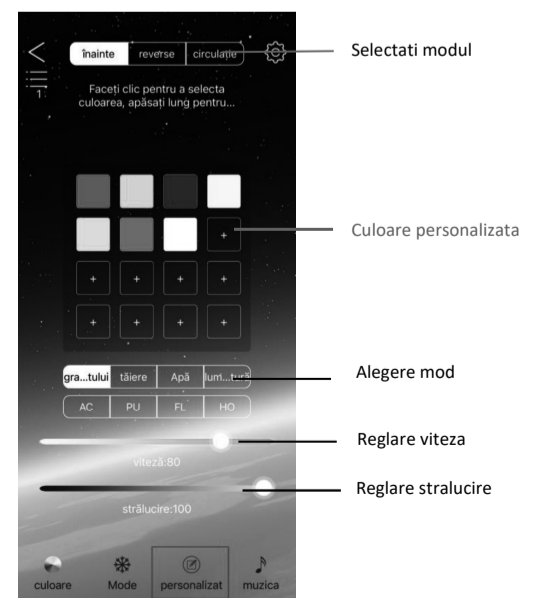 înainte reverse circulație
Selectati modul
1
Faceți clic pentru a selecta
culoarea, apăsați lung pentru...
+
Culoare personalizata
+ + + +
+ + + +
gra...tului tăiere Apă lum...tură
Alegere mod
AC PU FL HO
Reglare viteza
viteză:80
Reglare stralucire
strălucire:100
culoare Mode personalizat muzica